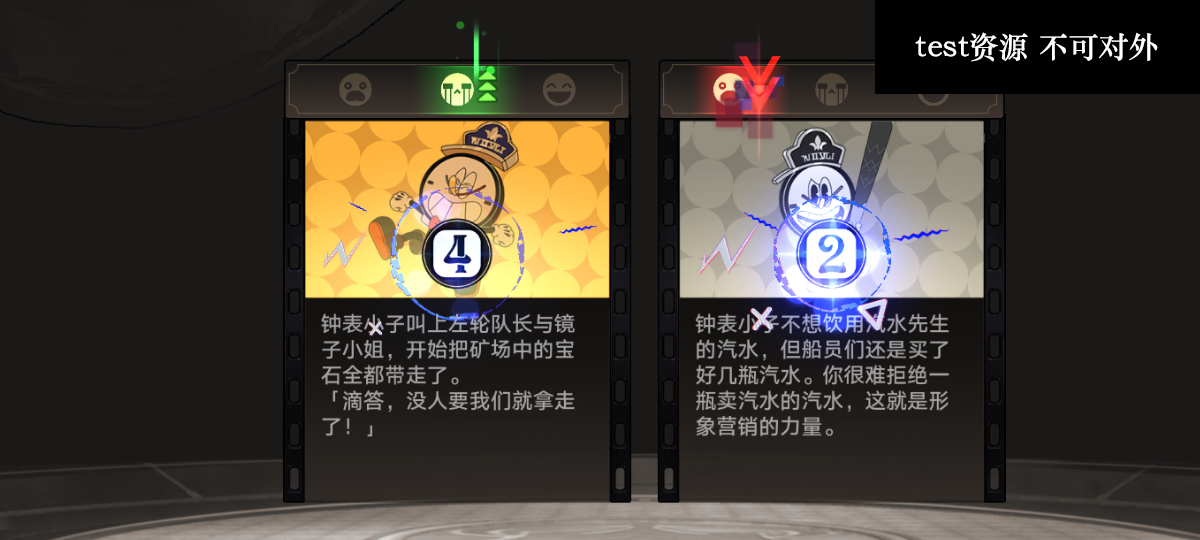 test资源 不可对外
4
钟表小子叫上左轮队长与镜
子小姐，开始把矿场中的宝
石全都带走了。
「滴答，没人要我们就拿走
了！」
2
钟表小子不想饮用汽水先生
的汽水，但船员们还是买了
好几瓶汽水。你很难拒绝一
瓶卖汽水的汽水，这就是形
象营销的力量。